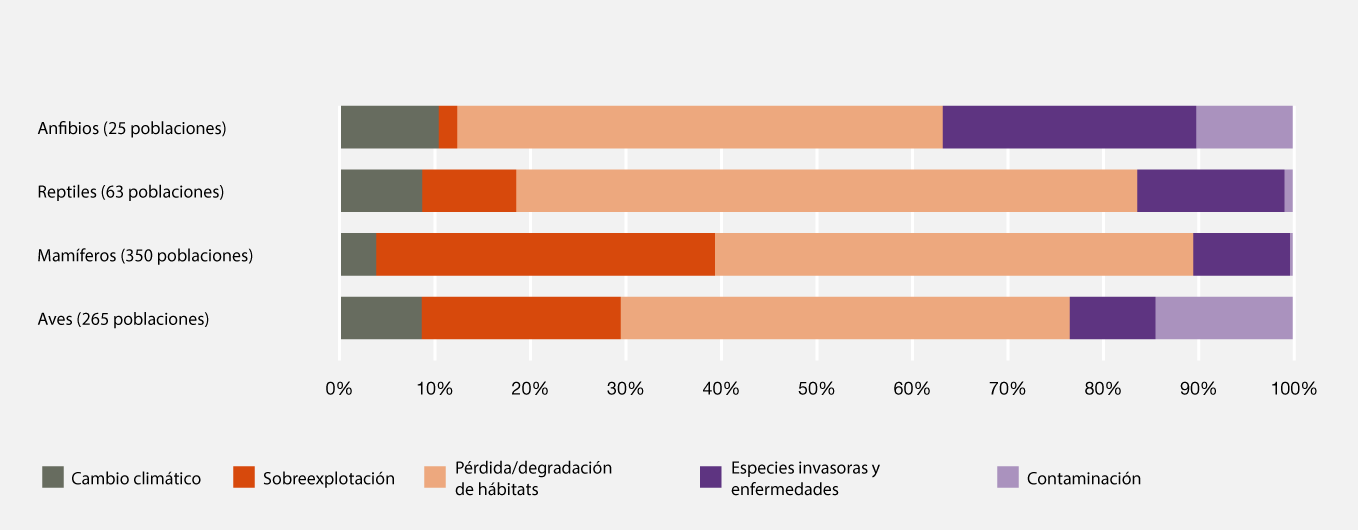 Anfibios (25 poblaciones)
Reptiles (63 poblaciones)
Mamíferos (350 poblaciones)
Aves (265 poblaciones)
0% 10% 20% 30% 40% 50% 60% 70% 80% 90% 100%
Cambio climático
Sobreexplotación
Pérdida/degradación
de hábitats
Especies invasoras y
enfermedades
Contaminación